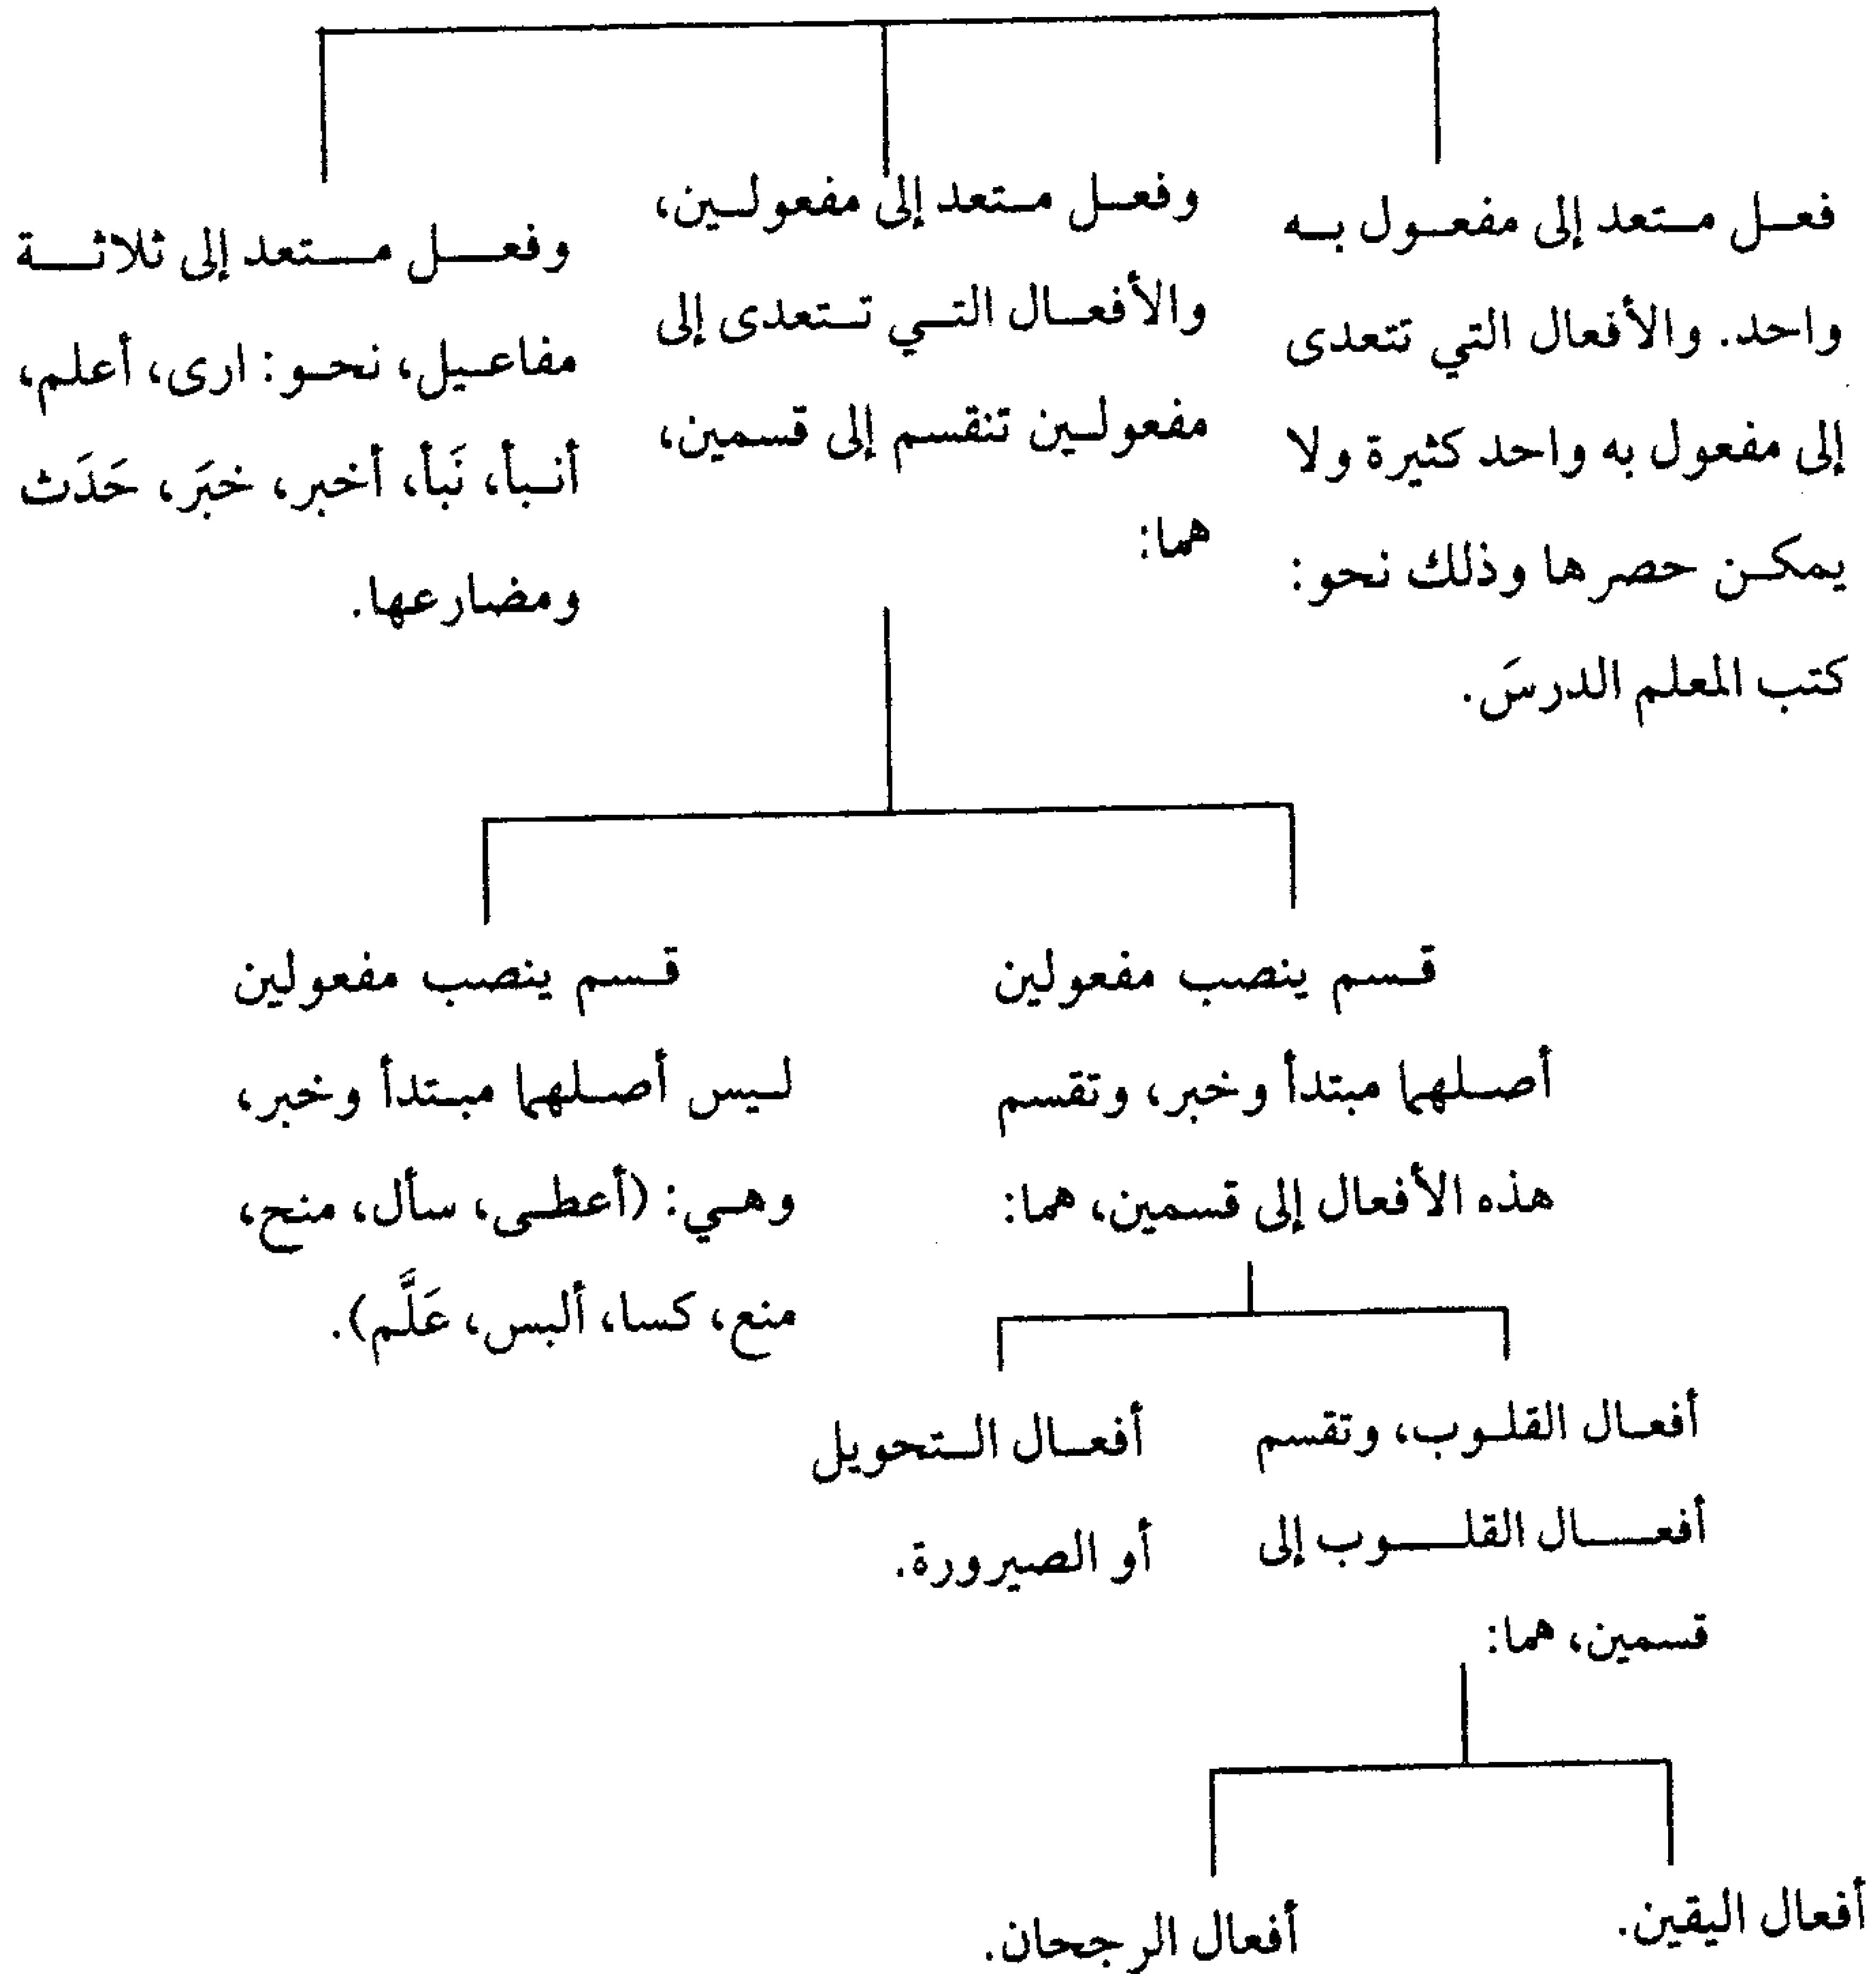 فعل متعد إلى مفعول به
واحد. والأفعال التي تتعدى
إلى مفعول به واحد كثيرة ولا
يمكن حصرها وذلك نحو:
كتب المعلم الدرسَ.
وفعل متعد إلى مفعولين،
والأفعال التي تتعدى إلى
مفعولين تنقسم إلى قسمين،
هما:
وفعل متعد إلى ثلاثة
مفاعيل، نحو: ارى، أعلم،
أنبأ، نَبأ، أخبر، خبَر، حَدَث
ومضارعها.
قسم ينصب مفعولين
أصلهما مبتدأ وخبر، وتقسم
هذه الأفعال إلى قسمين، هما:
قسم ينصب مفعولين
ليس أصلهما مبتدأ وخبر،
وهي: (أعطى، سأل، منح،
منع، كسا، ألبس، عَلَّم).
أفعال القلوب، وتقسم
أفعال القلوب إلى
قسمين، هما:
أفعال التحويل
أو الصيرورة.
أفعال اليقين.
أفعال الرجحان.